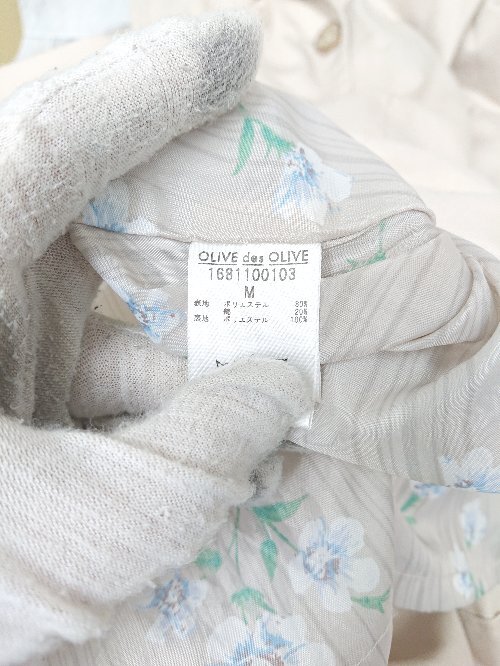 OLIVE des OLIVE
1681100103
M
表地 ポリエステル 80%
綿 20%
裏地 ポリエステル 100%